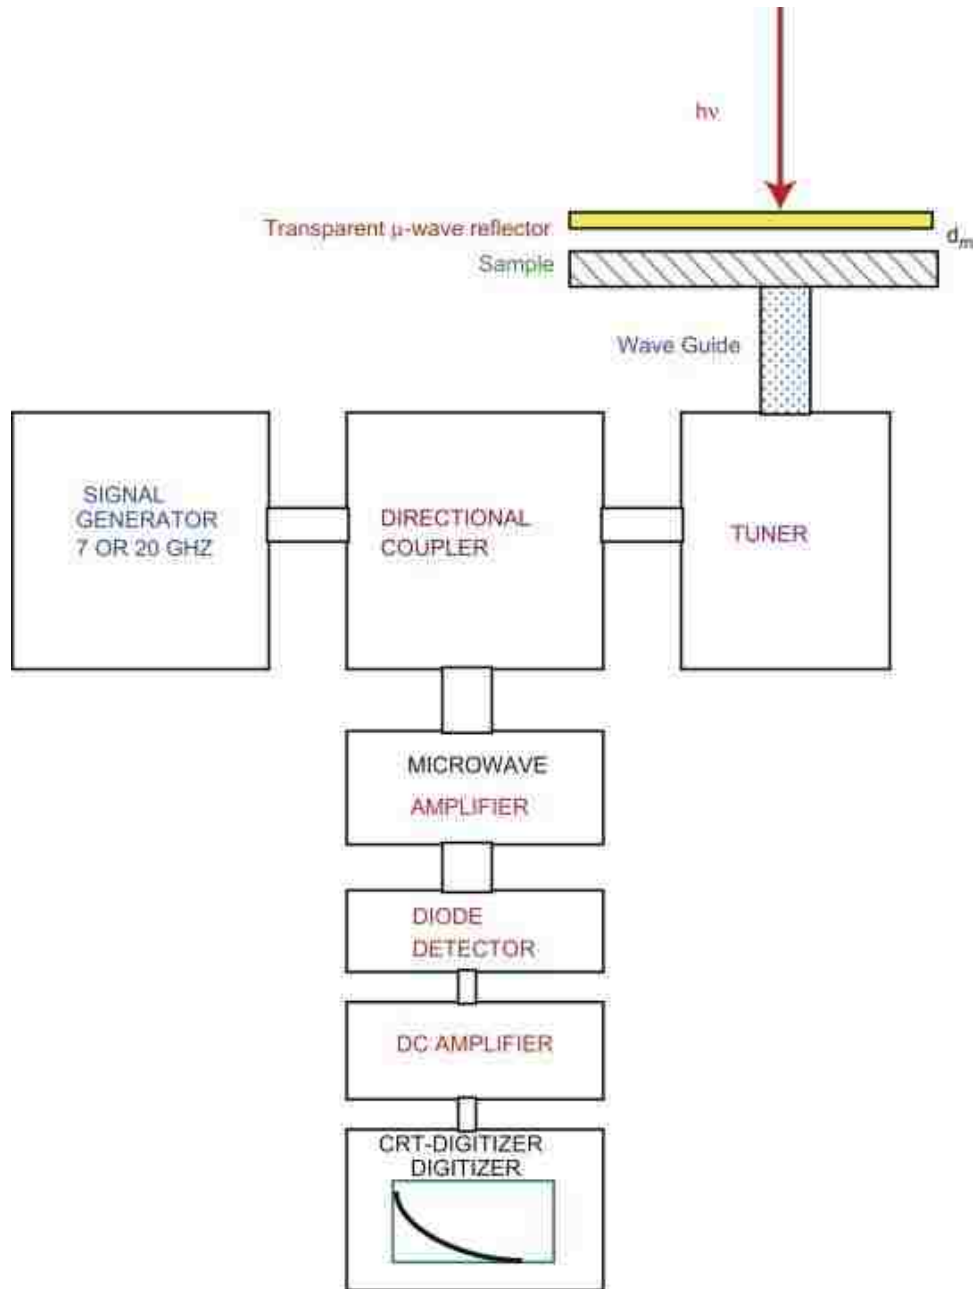 hν
Transparent μ-wave reflector
d_m
Sample
Wave Guide
SIGNAL
GENERATOR
7 OR 20 GHZ
DIRECTIONAL
COUPLER
TUNER
MICROWAVE
AMPLIFIER
DIODE
DETECTOR
DC AMPLIFIER
CRT-DIGITIZER
DIGITIZER